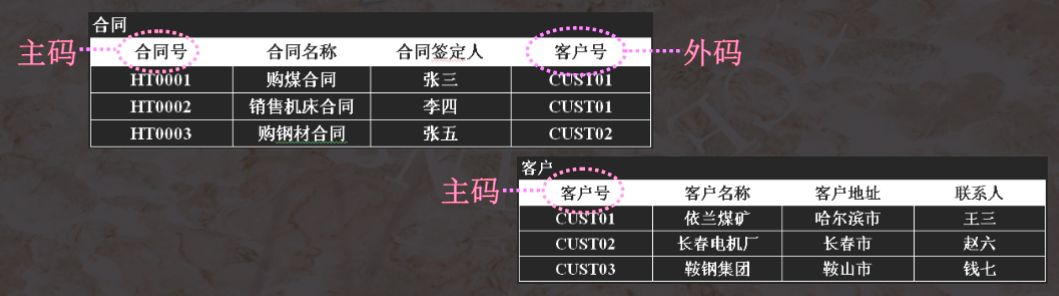 合同
主码 合同号 合同名称 合同签定人 客户号 外码
HT0001 购煤合同 张三 CUST01
HT0002 销售机床合同 李四 CUST01
HT0003 购钢材合同 张五 CUST02
客户
主码 客户号 客户名称 客户地址 联系人
CUST01 依兰煤矿 哈尔滨市 王三
CUST02 长春电机厂 长春市 赵六
CUST03 鞍钢集团 鞍山市 钱七